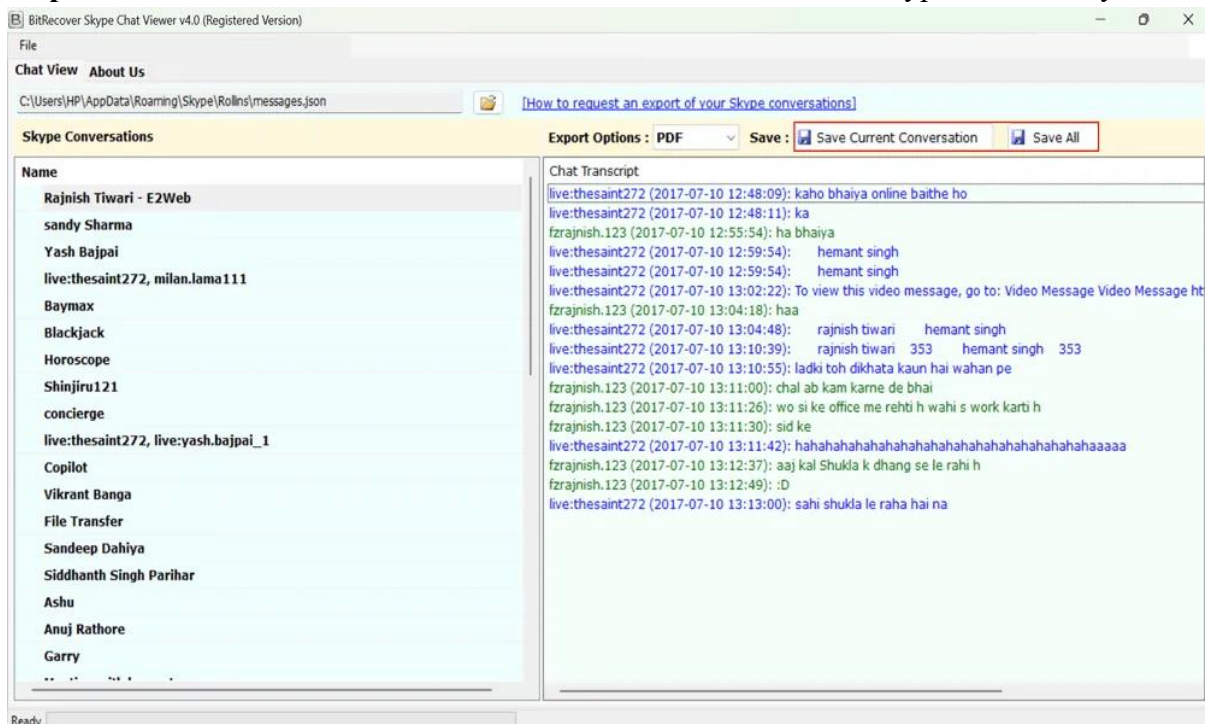 BitRecover Skype Chat Viewer v4.0 (Registered Version)
File
Chat View About Us
C:\Users\HP\AppData\Roaming\Skype\Rollins\messages.json [How to request an export of your Skype conversations]
Skype Conversations Export Options : PDF Save : Save Current Conversation Save All
Name
Rajnish Tiwari - E2Web
sandy Sharma
Yash Bajpai
live:thesaint272, milan.lama111
Baymax
Blackjack
Horoscope
Shinjiru121
concierge
live:thesaint272, live:yash.bajpai_1
Copilot
Vikrant Banga
File Transfer
Sandeep Dahiya
Siddhanth Singh Parihar
Ashu
Anuj Rathore
Garry
Chat Transcript
live:thesaint272 (2017-07-10 12:48:09): kaho bhaiya online baithe ho
live:thesaint272 (2017-07-10 12:48:11): ka
fzrajnish.123 (2017-07-10 12:55:54): ha bhaiya
live:thesaint272 (2017-07-10 12:59:54): hemant singh
live:thesaint272 (2017-07-10 12:59:54): hemant singh
live:thesaint272 (2017-07-10 13:02:22): To view this video message, go to: Video Message Video Message ht
fzrajnish.123 (2017-07-10 13:04:18): haa
live:thesaint272 (2017-07-10 13:04:48): rajnish tiwari hemant singh
live:thesaint272 (2017-07-10 13:10:39): rajnish tiwari 353 hemant singh 353
live:thesaint272 (2017-07-10 13:10:55): ladki toh dikhata kaun hai wahan pe
fzrajnish.123 (2017-07-10 13:11:00): chal ab kam karne de bhai
fzrajnish.123 (2017-07-10 13:11:26): wo si ke office me rehti h wahi s work karti h
fzrajnish.123 (2017-07-10 13:11:30): sid ke
live:thesaint272 (2017-07-10 13:11:42): hahahahahahahahahahahahahahahahahahahahaaaaa
fzrajnish.123 (2017-07-10 13:12:37): aaj kal Shukla k dhang se le rahi h
fzrajnish.123 (2017-07-10 13:12:49): :D
live:thesaint272 (2017-07-10 13:13:00): sahi shukla le raha hai na
Ready